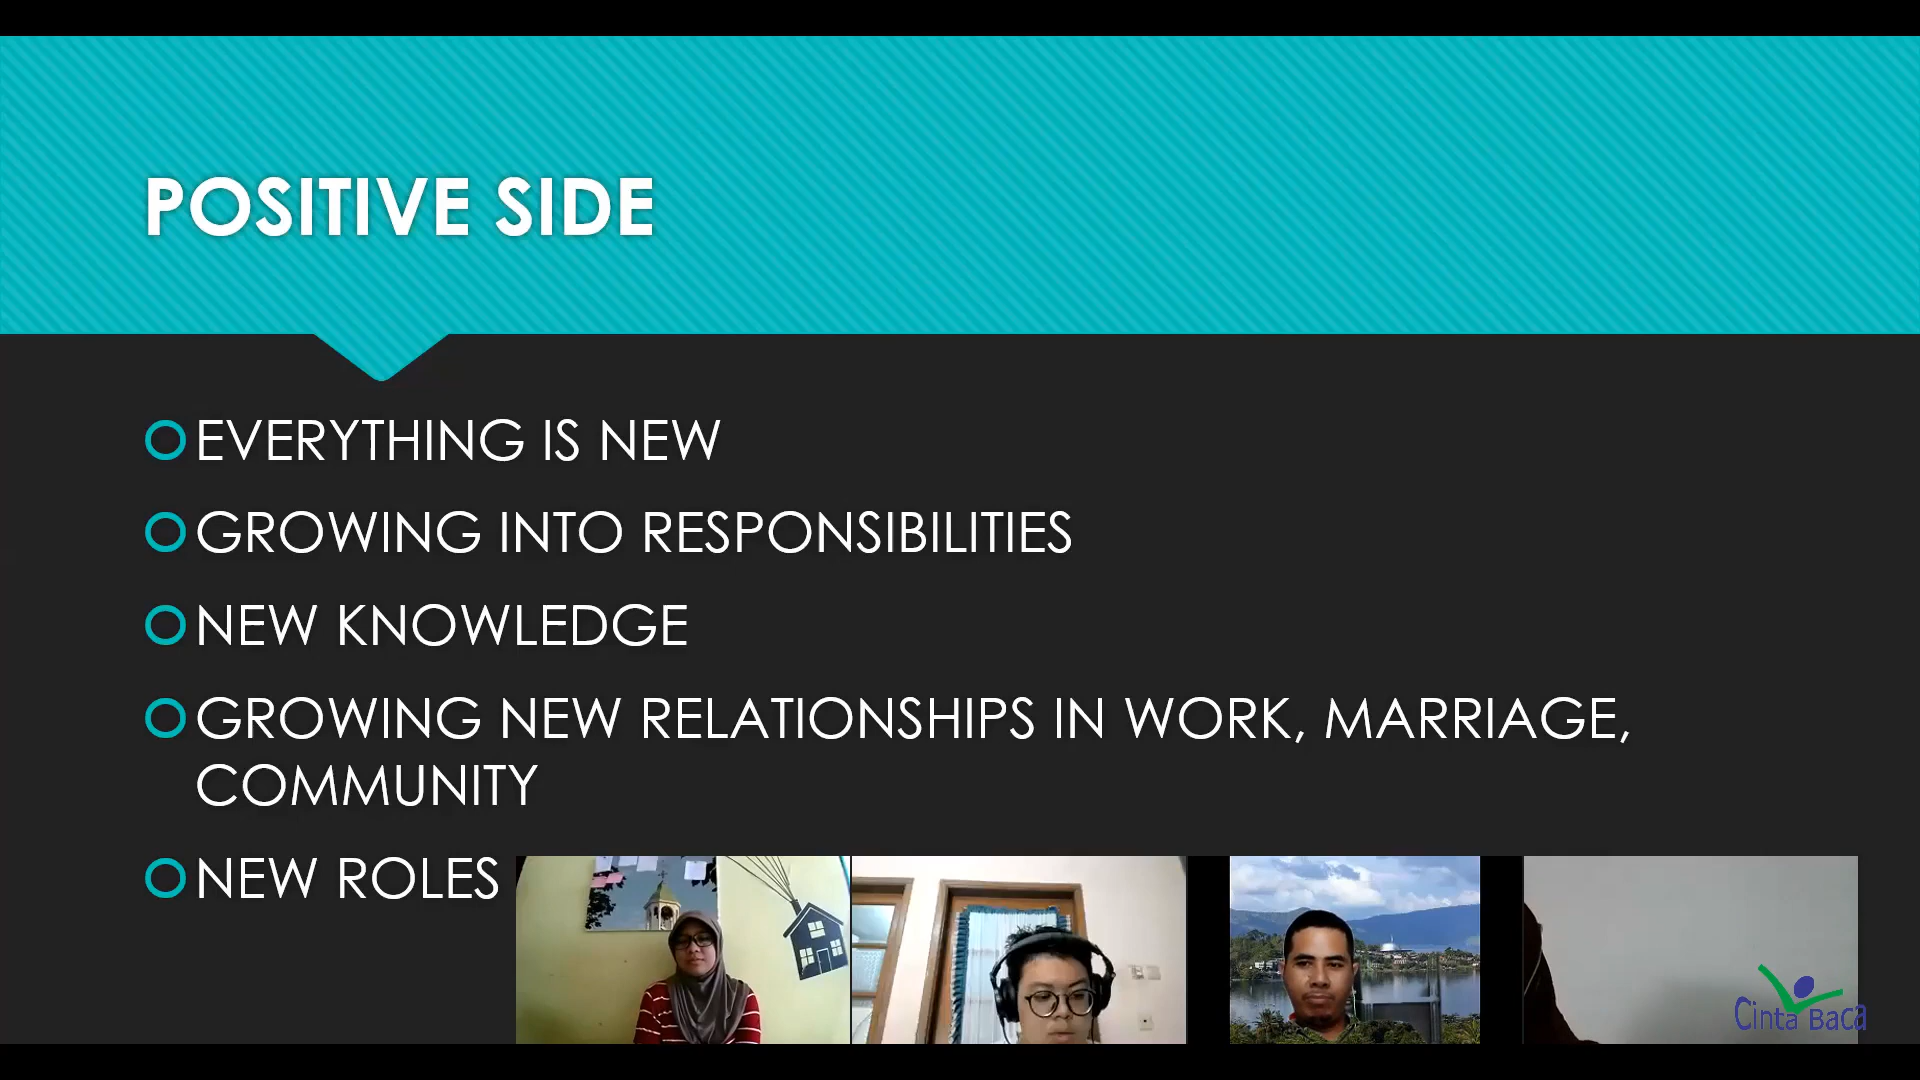 POSITIVE SIDE
EVERYTHING IS NEW
GROWING INTO RESPONSIBILITIES
NEW KNOWLEDGE
GROWING NEW RELATIONSHIPS IN WORK, MARRIAGE,
COMMUNITY
NEW ROLES
Cinta Baca